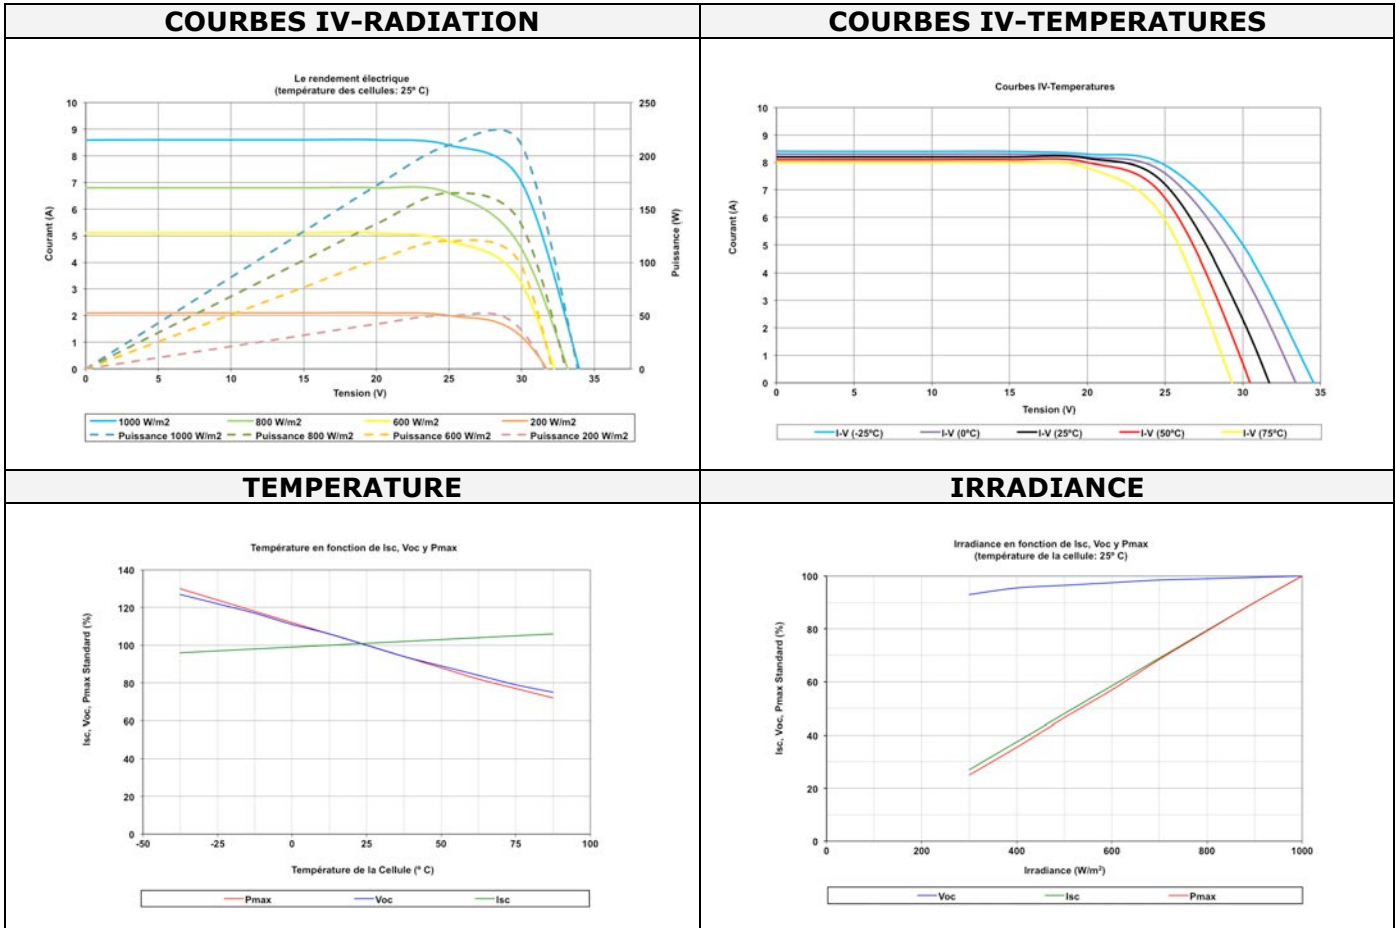 COURBES IV-RADIATION
Le rendement électrique
(température des cellules: 25º C)
10
9
8
7
6
5
4
3
2
1
0
Courant (A)
250
200
150
100
50
0
Puissance (W)
0 5 10 15 20 25 30 35
Tension (V)
1000 W/m2 800 W/m2 600 W/m2 200 W/m2
Puissance 1000 W/m2 Puissance 800 W/m2 Puissance 600 W/m2 Puissance 200 W/m2
COURBES IV-TEMPERATURES
Courbes IV-Temperatures
10
9
8
7
6
5
4
3
2
1
0
Courant (A)
0 5 10 15 20 25 30 35
Tension (V)
I-V (-25ºC) I-V (0ºC) I-V (25ºC) I-V (50ºC) I-V (75ºC)
TEMPERATURE
Température en fonction de Isc, Voc y Pmax
140
120
100
80
60
40
20
0
Isc, Voc, Pmax Standard (%)
-50 -25 0 25 50 75 100
Température de la Cellule (º C)
Pmax Voc Isc
IRRADIANCE
Irradiance en fonction de Isc, Voc y Pmax
(température de la cellule: 25º C)
100
80
60
40
20
0
Isc, Voc, Pmax Standard (%)
0 200 400 600 800 1000
Irradiance (W/m²)
Voc Isc Pmax